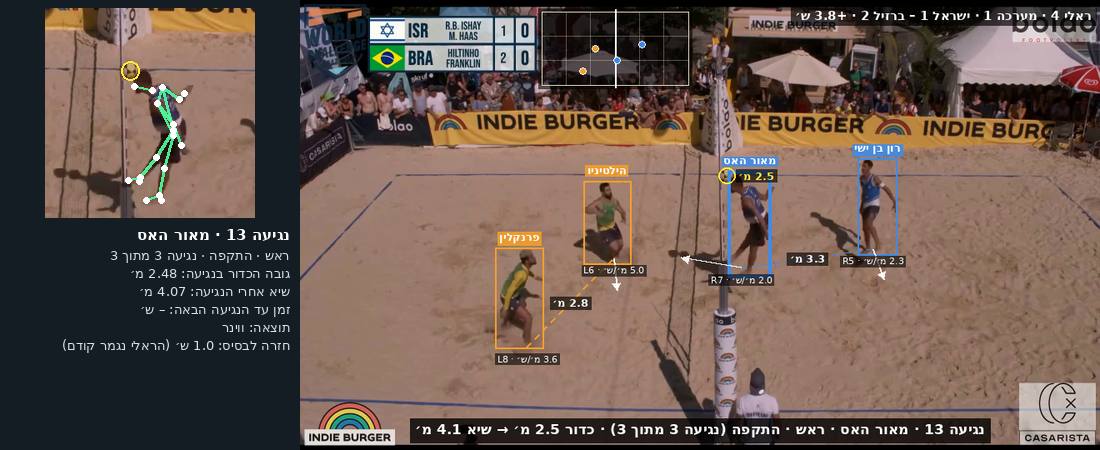 נגיעה 13 · מאור האס
ראש · התקפה · נגיעה 3 מתוך 3
גובה הכדור בנגיעה: 2.48 מ׳
שיא אחרי הנגיעה: 4.07 מ׳
זמן עד הנגיעה הבאה: – ש׳
תוצאה: ווינר
חזרה לבסיס: 1.0 ש׳ (הראלי נגמר קודם)
ראלי 4 · מערכה 1 · ישראל 1 – ברזיל 2 · +3.8 ש׳
WORLD
ISR R.B. ISHAY M. HAAS 1 0
BRA HILTINHO FRANKLIN 2 0
INDIE BURGER
bolao
bolao
INDIE BURGER
INDIE BURGER
CASARISTA
רון בן ישי
מאור האס
2.5 מ׳
הילטיניו
פרנקלין
3.3 מ׳
R5 · 2.3 מ׳/ש׳
L6 · 5.0 מ׳/ש׳
R7 · 2.0 מ׳/ש׳
2.8 מ׳
L8 · 3.6 מ׳/ש׳
נגיעה 13 · מאור האס · ראש · התקפה (נגיעה 3 מתוך 3) · כדור 2.5 מ׳ → שיא 4.1 מ׳
INDIE BURGER
CASARISTA